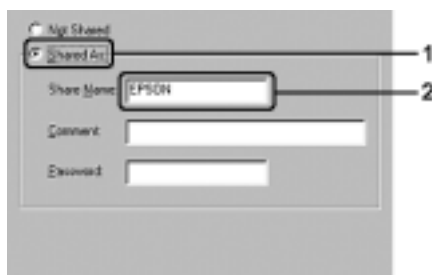 Not Shared
Shared As: 1
Share Name: EPSON 2
Comment:
Password: